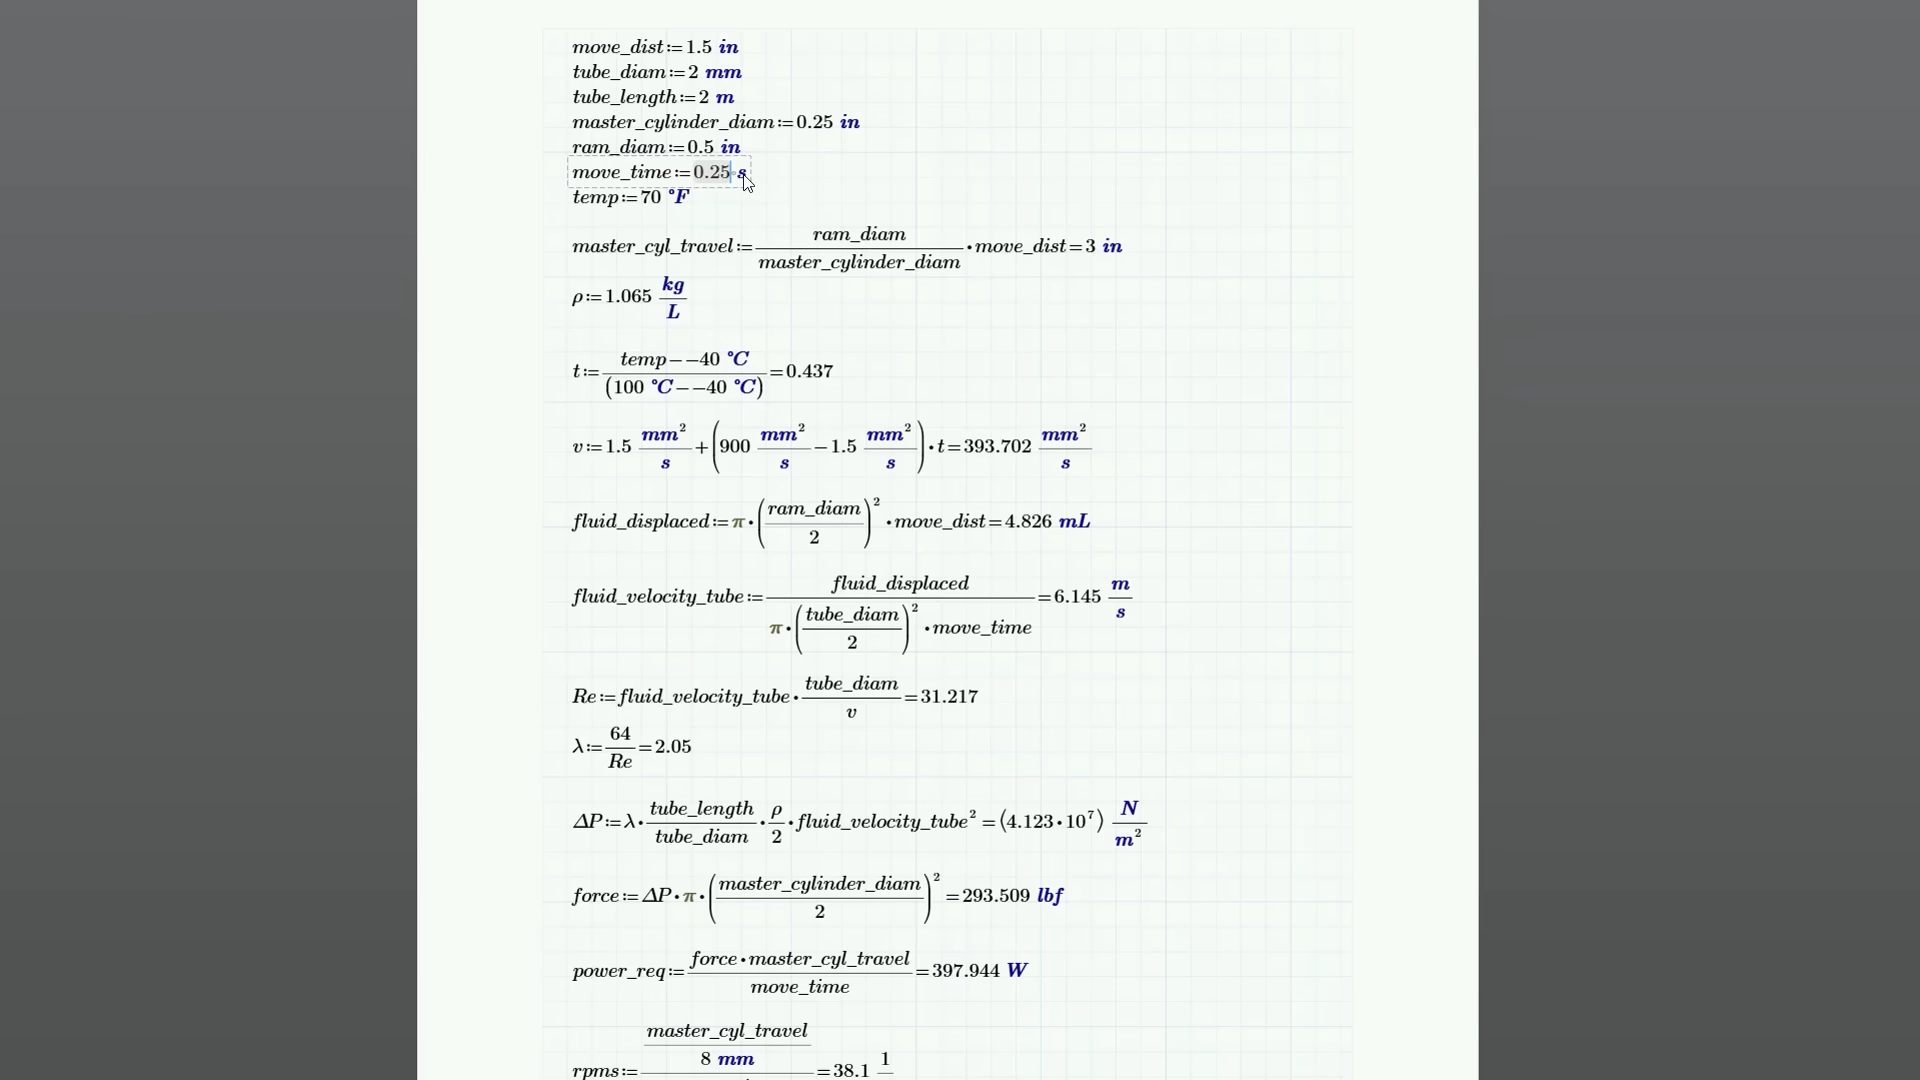 move_dist:=1.5 in
tube_diam:=2 mm
tube_length:=2 m
master_cylinder_diam:=0.25 in
ram_diam:=0.5 in
move_time:=0.25 s
temp:=70 °F
master_cyl_travel:= ram_diam / master_cylinder_diam • move_dist=3 in
ρ:=1.065 kg / L
t:= temp−−40 °C / (100 °C−−40 °C) =0.437
v:=1.5 mm² / s + (900 mm² / s −1.5 mm² / s) • t=393.702 mm² / s
fluid_displaced:=π • (ram_diam / 2)² • move_dist=4.826 mL
fluid_velocity_tube:= fluid_displaced / π • (tube_diam / 2)² • move_time =6.145 m / s
Re:=fluid_velocity_tube • tube_diam / v =31.217
λ:= 64 / Re =2.05
ΔP:=λ • tube_length / tube_diam • ρ / 2 • fluid_velocity_tube² =(4.123•10⁷) N / m²
force:=ΔP•π•(master_cylinder_diam / 2)² =293.509 lbf
power_req:= force•master_cyl_travel / move_time =397.944 W
rpms:= master_cyl_travel / 8 mm =38.1 1